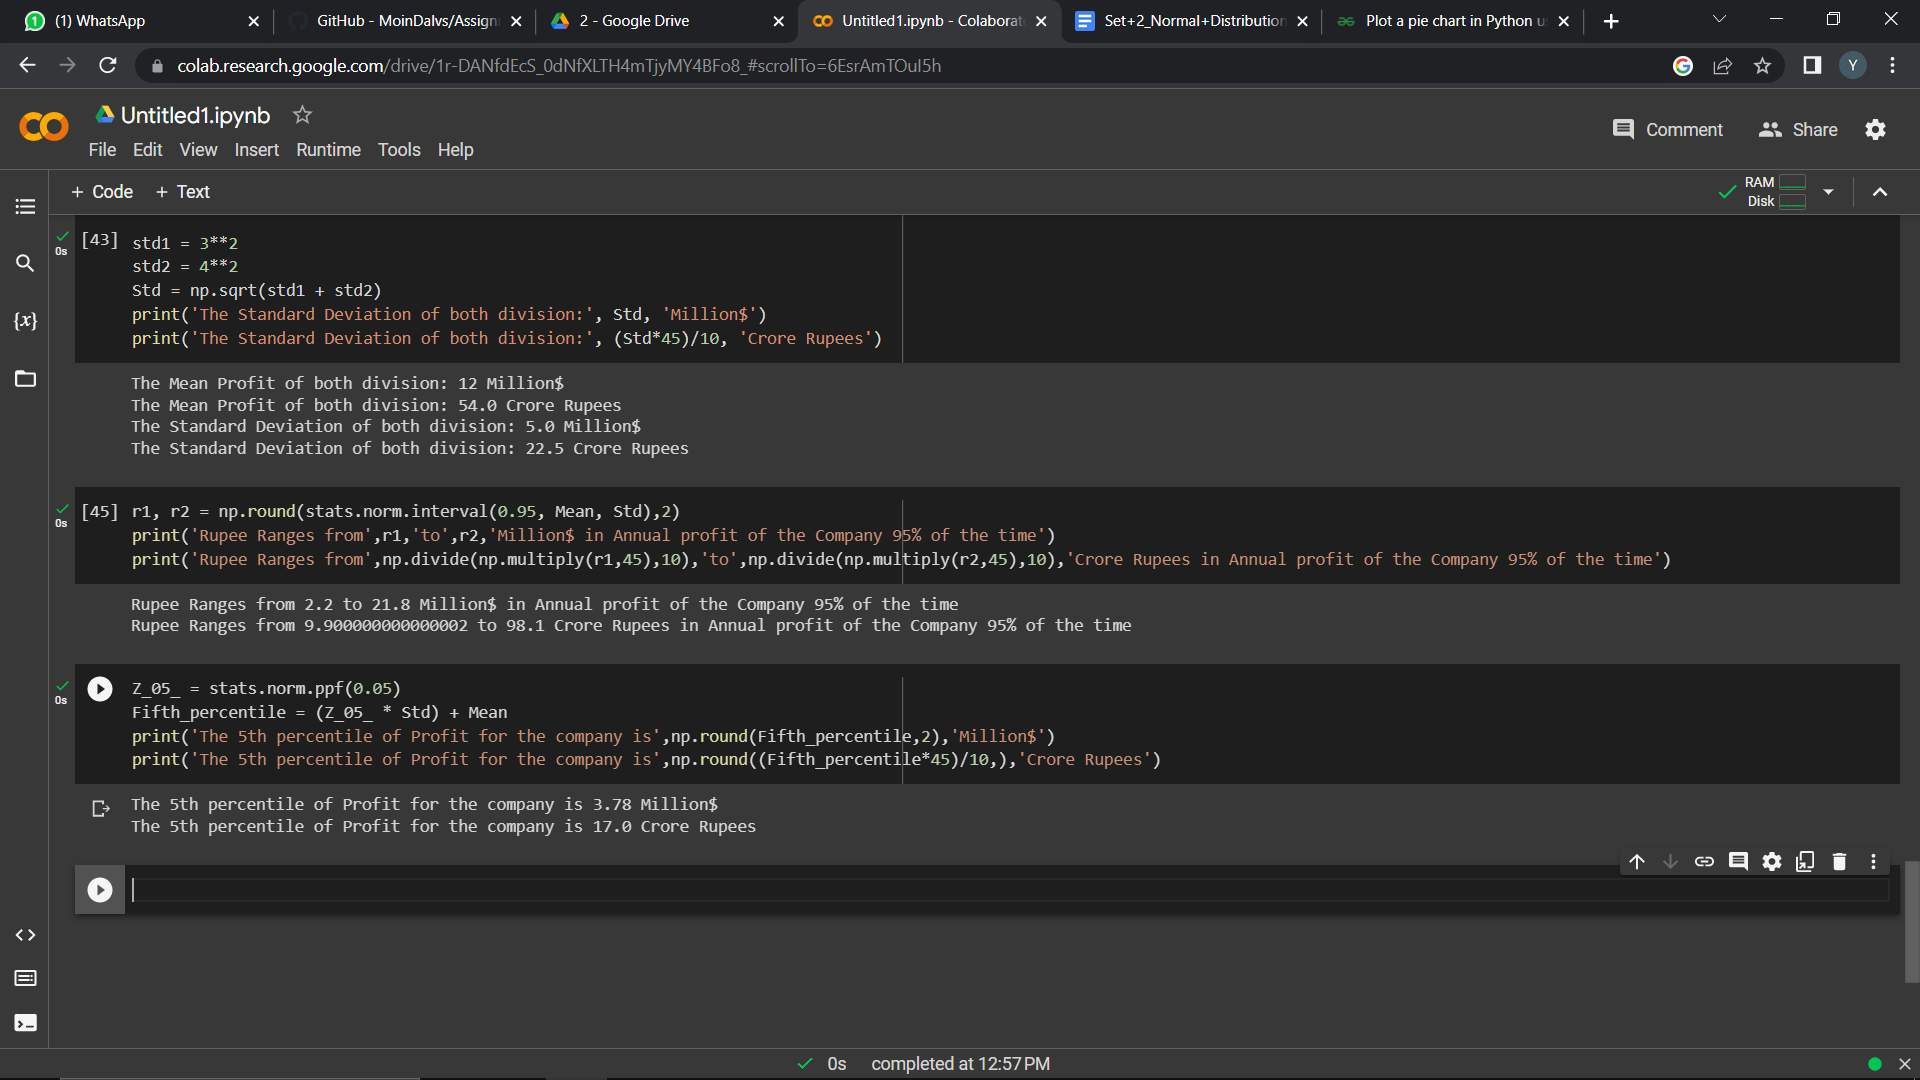 (1) WhatsApp
GitHub - MoinDalvs/Assign
2 - Google Drive
Untitled1.ipynb - Colaborat
Set+2_Normal+Distribution
Plot a pie chart in Python u
colab.research.google.com/drive/1r-DANfdEcS_0dNfXLTH4mTjyMY4BFo8_#scrollTo=6EsrAmTOuI5h
Y
Untitled1.ipynb
File Edit View Insert Runtime Tools Help
Comment
Share
+ Code + Text
RAM
Disk
{x}
0s
[43]
std1 = 3**2
std2 = 4**2
Std = np.sqrt(std1 + std2)
print('The Standard Deviation of both division:', Std, 'Million$')
print('The Standard Deviation of both division:', (Std*45)/10, 'Crore Rupees')
The Mean Profit of both division: 12 Million$
The Mean Profit of both division: 54.0 Crore Rupees
The Standard Deviation of both division: 5.0 Million$
The Standard Deviation of both division: 22.5 Crore Rupees
0s
[45]
r1, r2 = np.round(stats.norm.interval(0.95, Mean, Std),2)
print('Rupee Ranges from',r1,'to',r2,'Million$ in Annual profit of the Company 95% of the time')
print('Rupee Ranges from',np.divide(np.multiply(r1,45),10),'to',np.divide(np.multiply(r2,45),10),'Crore Rupees in Annual profit of the Company 95% of the time')
Rupee Ranges from 2.2 to 21.8 Million$ in Annual profit of the Company 95% of the time
Rupee Ranges from 9.900000000000002 to 98.1 Crore Rupees in Annual profit of the Company 95% of the time
0s
Z_05_ = stats.norm.ppf(0.05)
Fifth_percentile = (Z_05_ * Std) + Mean
print('The 5th percentile of Profit for the company is',np.round(Fifth_percentile,2),'Million$')
print('The 5th percentile of Profit for the company is',np.round((Fifth_percentile*45)/10,),'Crore Rupees')
The 5th percentile of Profit for the company is 3.78 Million$
The 5th percentile of Profit for the company is 17.0 Crore Rupees
0s completed at 12:57 PM